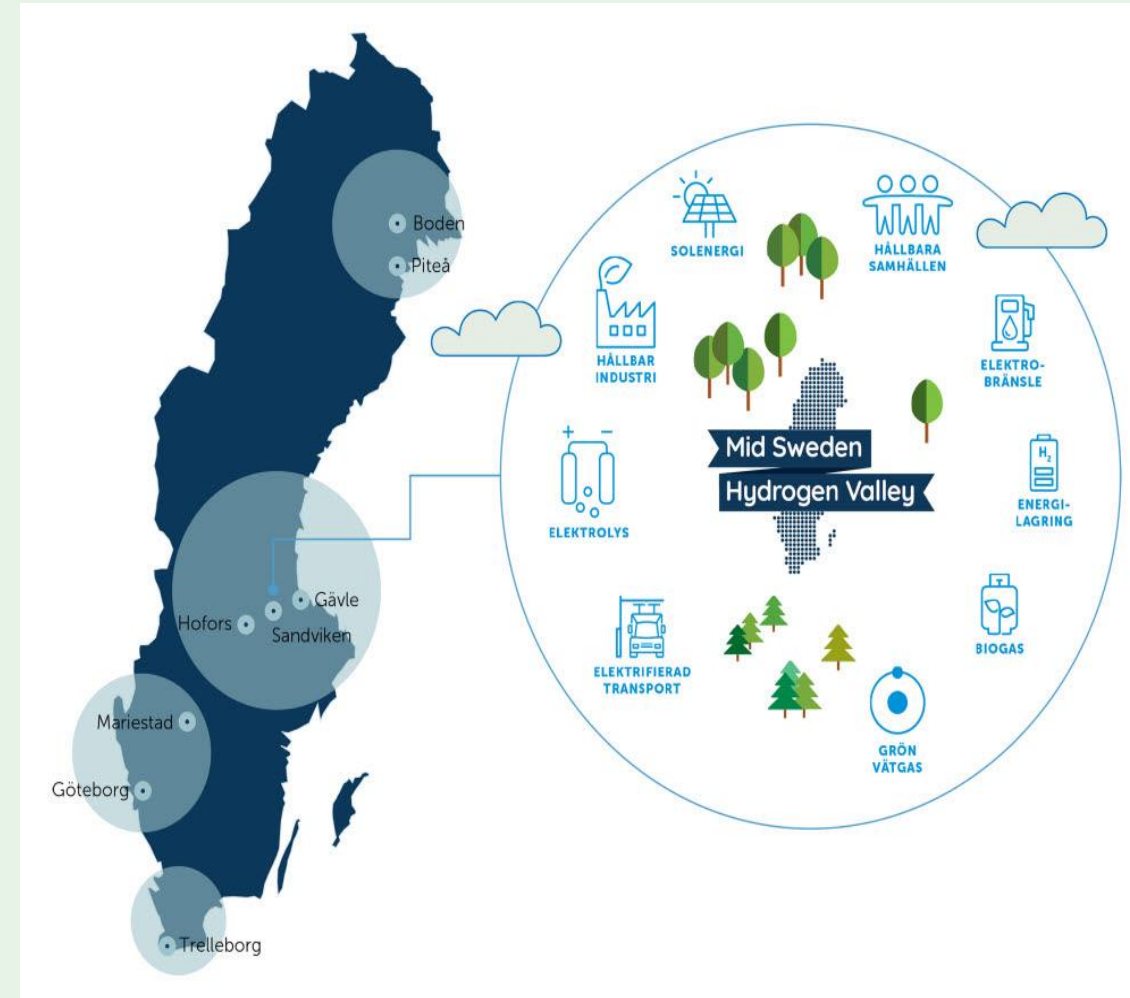 Boden
Piteå
Gävle
Hofors
Sandviken
Mariestad
Göteborg
Trelleborg
SOLENERGI
HÅLLBARA
SAMHÄLLEN
HÅLLBAR
INDUSTRI
ELEKTRO-
BRÄNSLE
Mid Sweden
Hydrogen Valley
+ −
ELEKTROLYS
H₂
ENERGI-
LAGRING
ELEKTRIFIERAD
TRANSPORT
BIOGAS
GRÖN
VÄTGAS